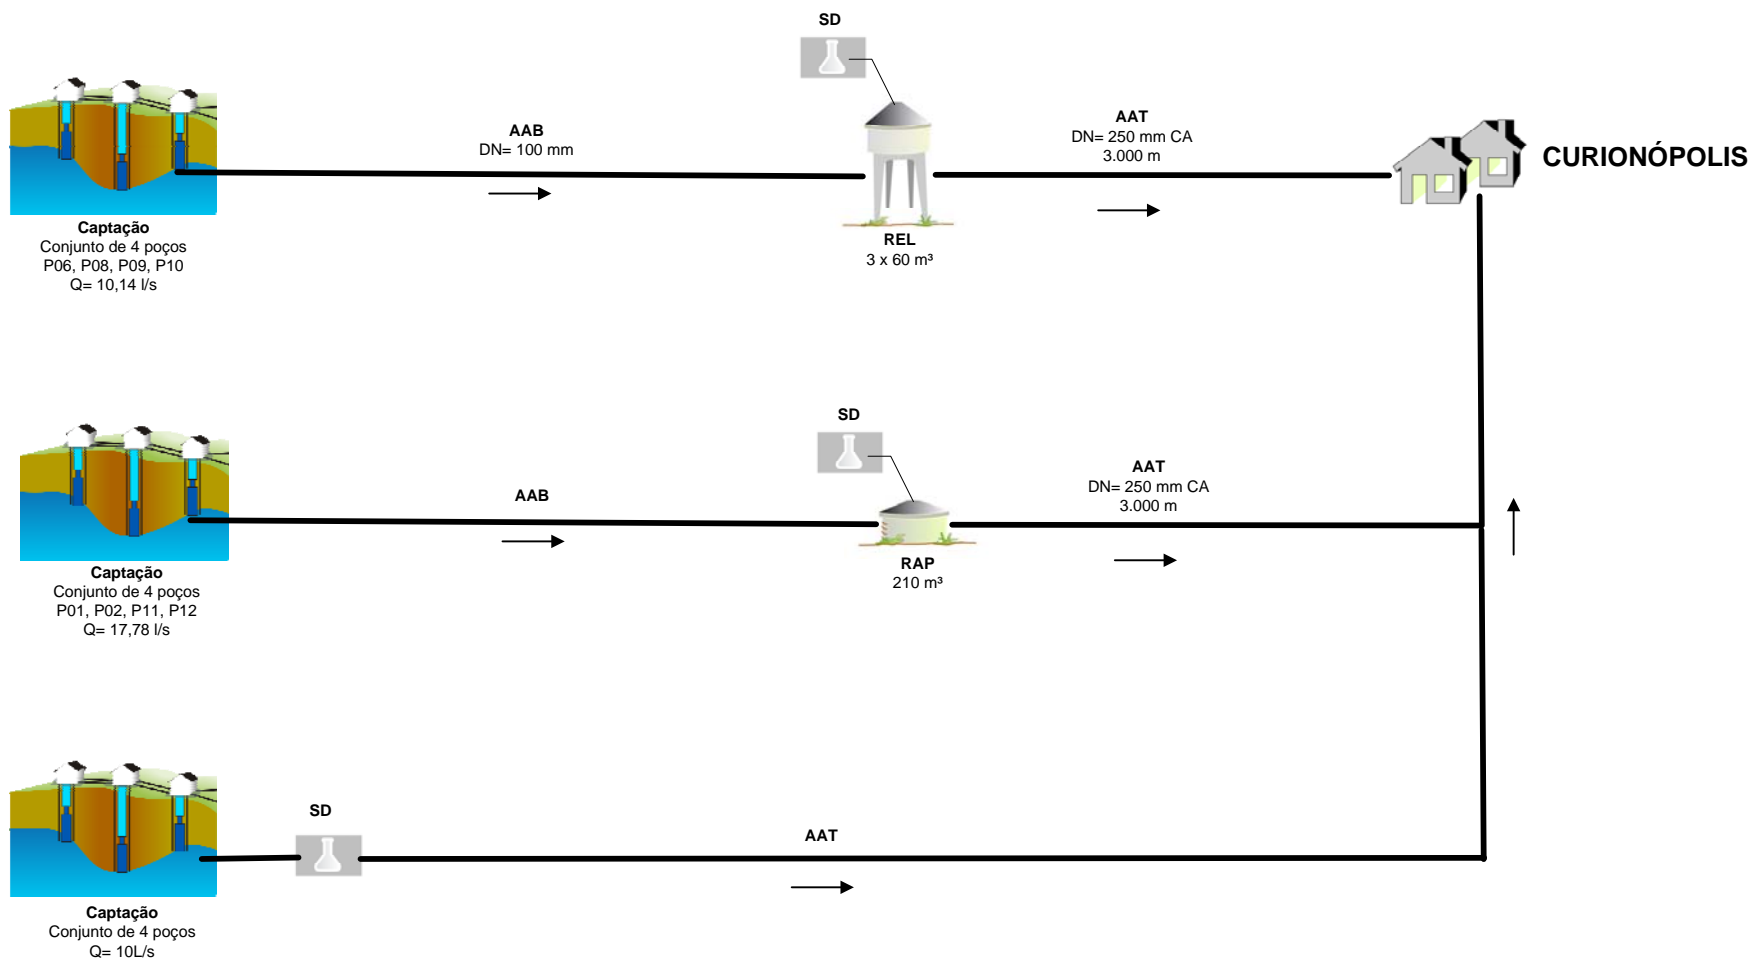 SD
AAB
DN= 100 mm
AAT
DN= 250 mm CA
3.000 m
CURIONÓPOLIS
Captação
Conjunto de 4 poços
P06, P08, P09, P10
Q= 10,14 l/s
REL
3 x 60 m³
SD
AAB
AAT
DN= 250 mm CA
3.000 m
Captação
Conjunto de 4 poços
P01, P02, P11, P12
Q= 17,78 l/s
RAP
210 m³
SD
AAT
Captação
Conjunto de 4 poços
Q= 10L/s